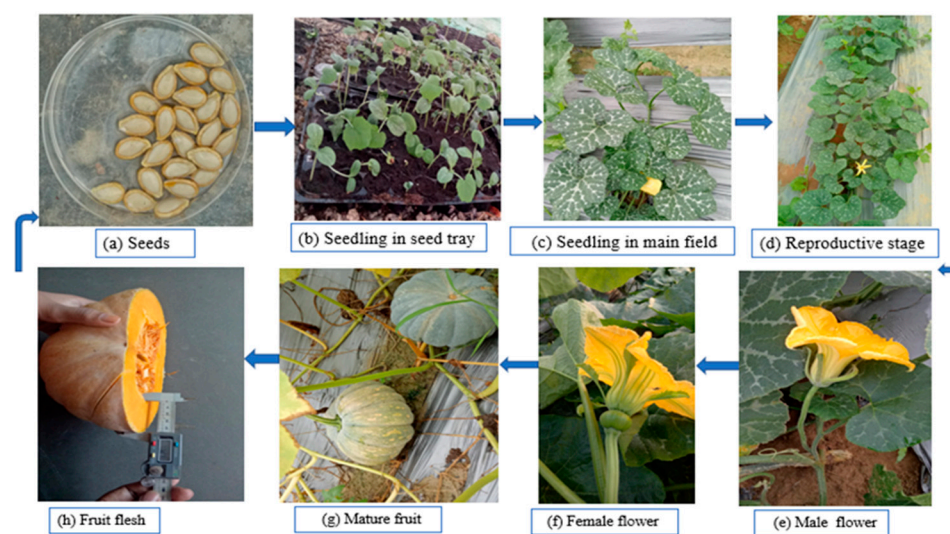 (a) Seeds
(b) Seedling in seed tray
(c) Seedling in main field
(d) Reproductive stage
(h) Fruit flesh
(g) Mature fruit
(f) Female flower
(e) Male flower